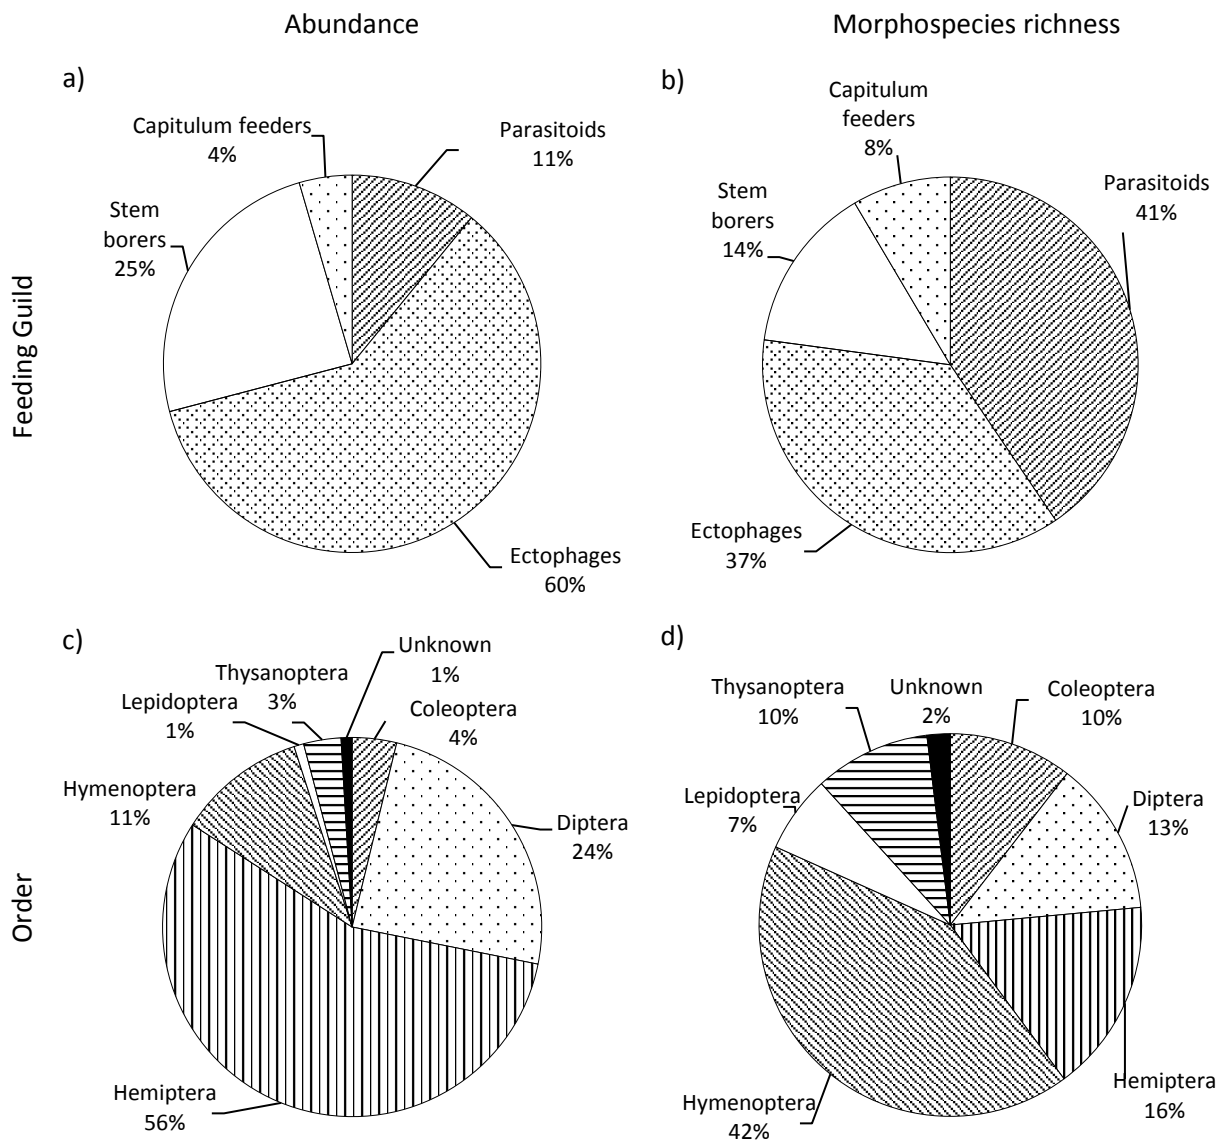 Abundance
Morphospecies richness
Feeding Guild
a)
Capitulum feeders
4%
Parasitoids
11%
Stem
borers
25%
Ectophages
60%
b)
Capitulum
feeders
8%
Parasitoids
41%
Stem
borers
14%
Ectophages
37%
Order
c)
Unknown
1%
Thysanoptera
3%
Lepidoptera
1%
Coleoptera
4%
Hymenoptera
11%
Diptera
24%
Hemiptera
56%
d)
Thysanoptera
10%
Unknown
2%
Coleoptera
10%
Lepidoptera
7%
Diptera
13%
Hymenoptera
42%
Hemiptera
16%